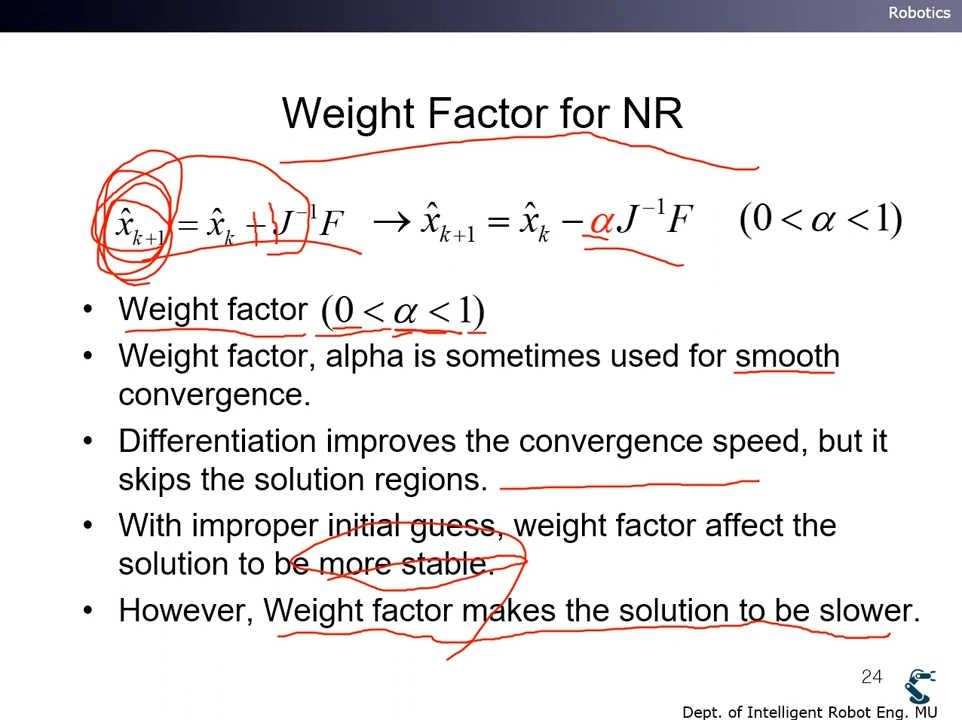 Robotics
Weight Factor for NR
x̂ₖ₊₁ = x̂ₖ − J⁻¹F → x̂ₖ₊₁ = x̂ₖ − αJ⁻¹F (0 < α < 1)
• Weight factor (0 < α < 1)
• Weight factor, alpha is sometimes used for smooth
convergence.
• Differentiation improves the convergence speed, but it
skips the solution regions.
• With improper initial guess, weight factor affect the
solution to be more stable.
• However, Weight factor makes the solution to be slower.
24
Dept. of Intelligent Robot Eng. MU